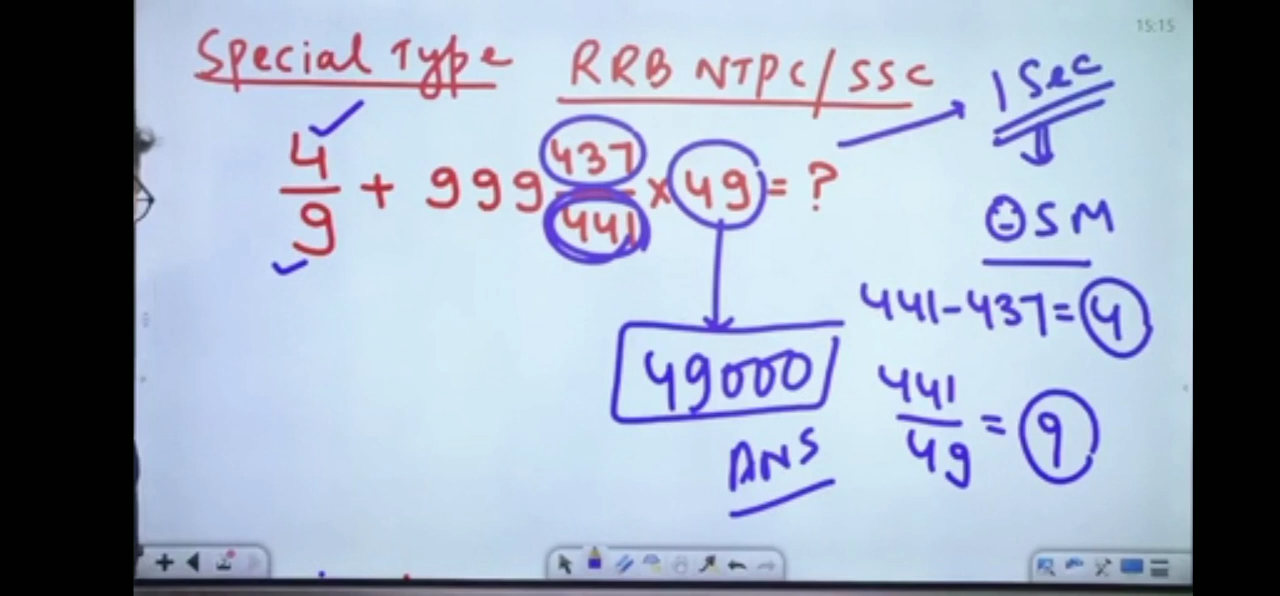 15:15
Special Type RRB NTPC/SSC
1 Sec
4/9 + 999 437/441 × 49 = ?
OSM
441-437=4
49000
441/49 = 9
ANS